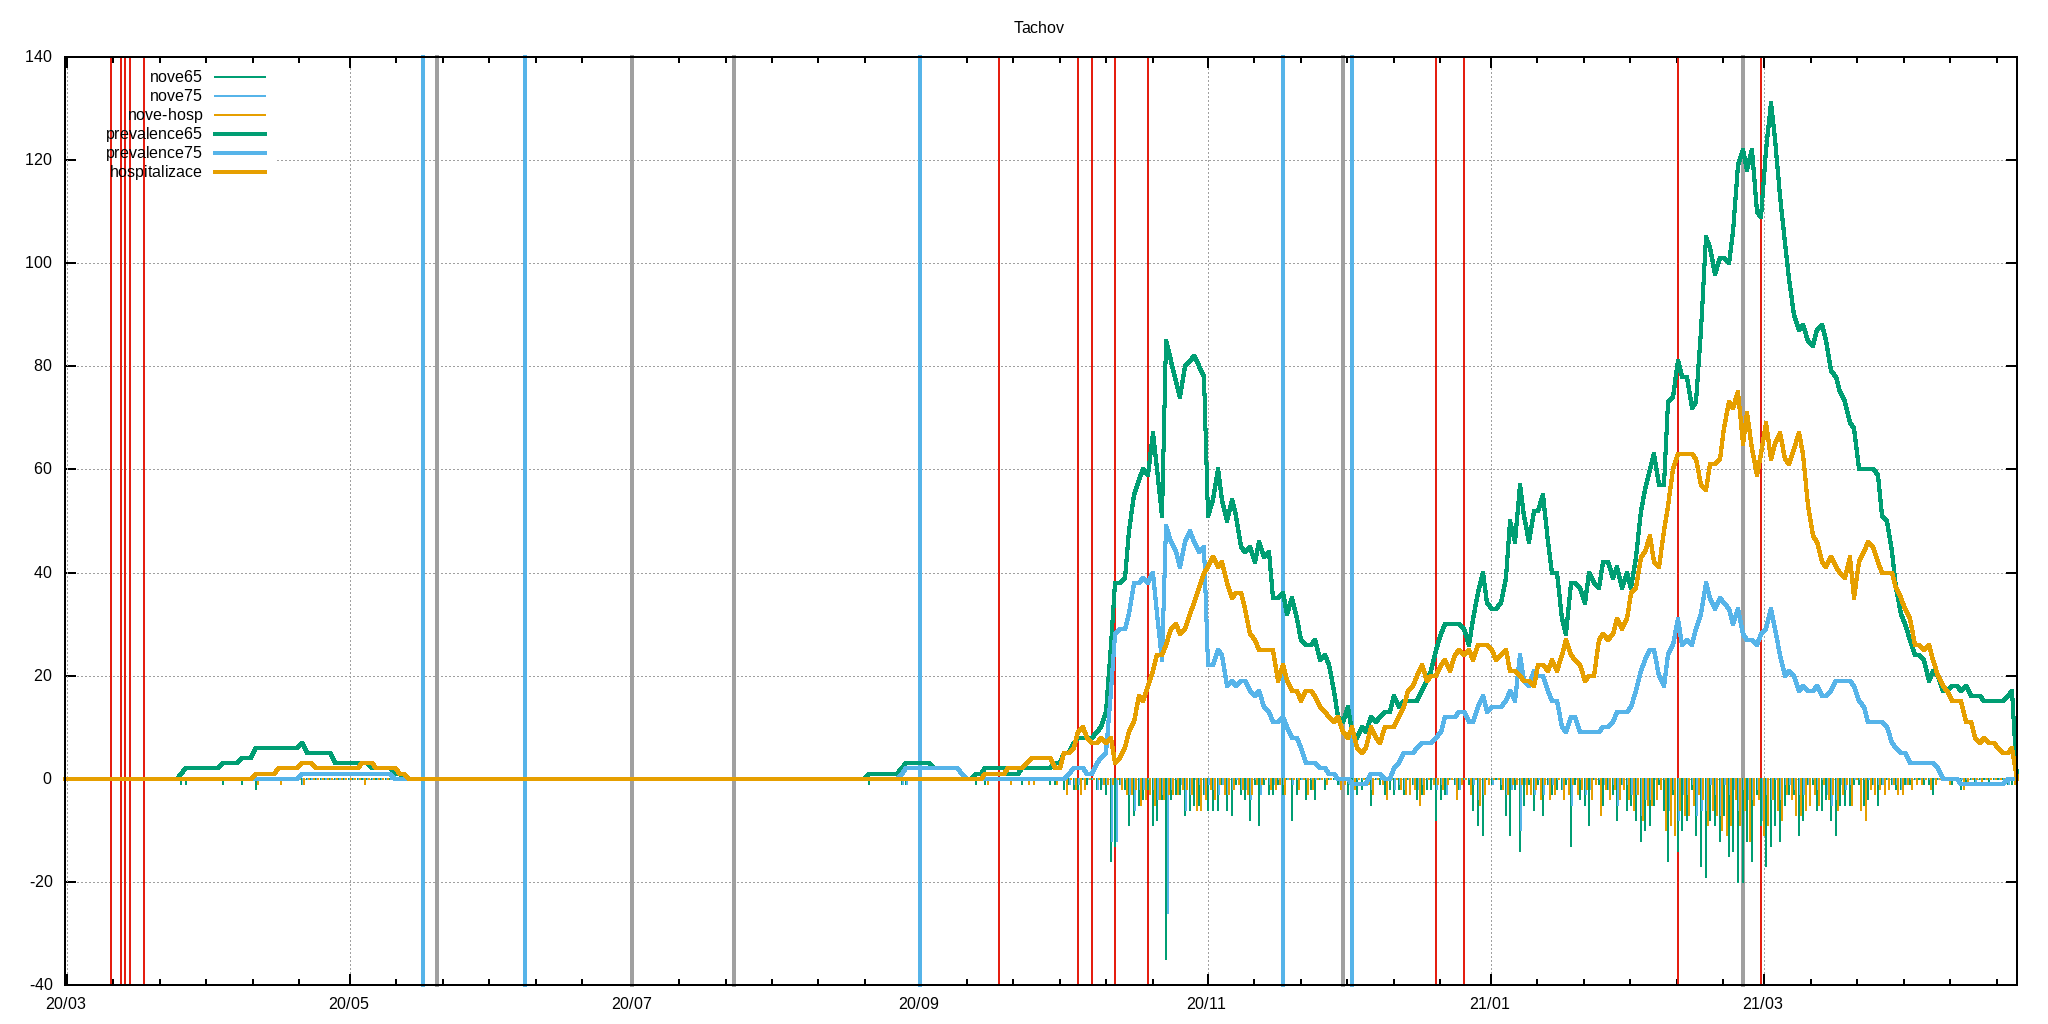 Tachov
140
120
100
80
60
40
20
0
-20
-40
nove65
nove75
nove-hosp
prevalence65
prevalence75
hospitalizace
20/03 20/05 20/07 20/09 20/11 21/01 21/03